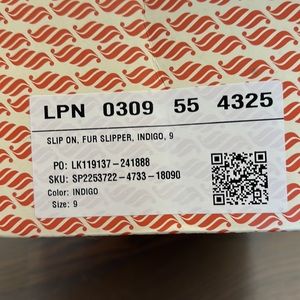 LPN 0309 55 4325
SLIP ON, FUR SLIPPER, INDIGO, 9
PO: LK119137-241888
SKU: SP2253722-4733-18090
Color: INDIGO
Size: 9